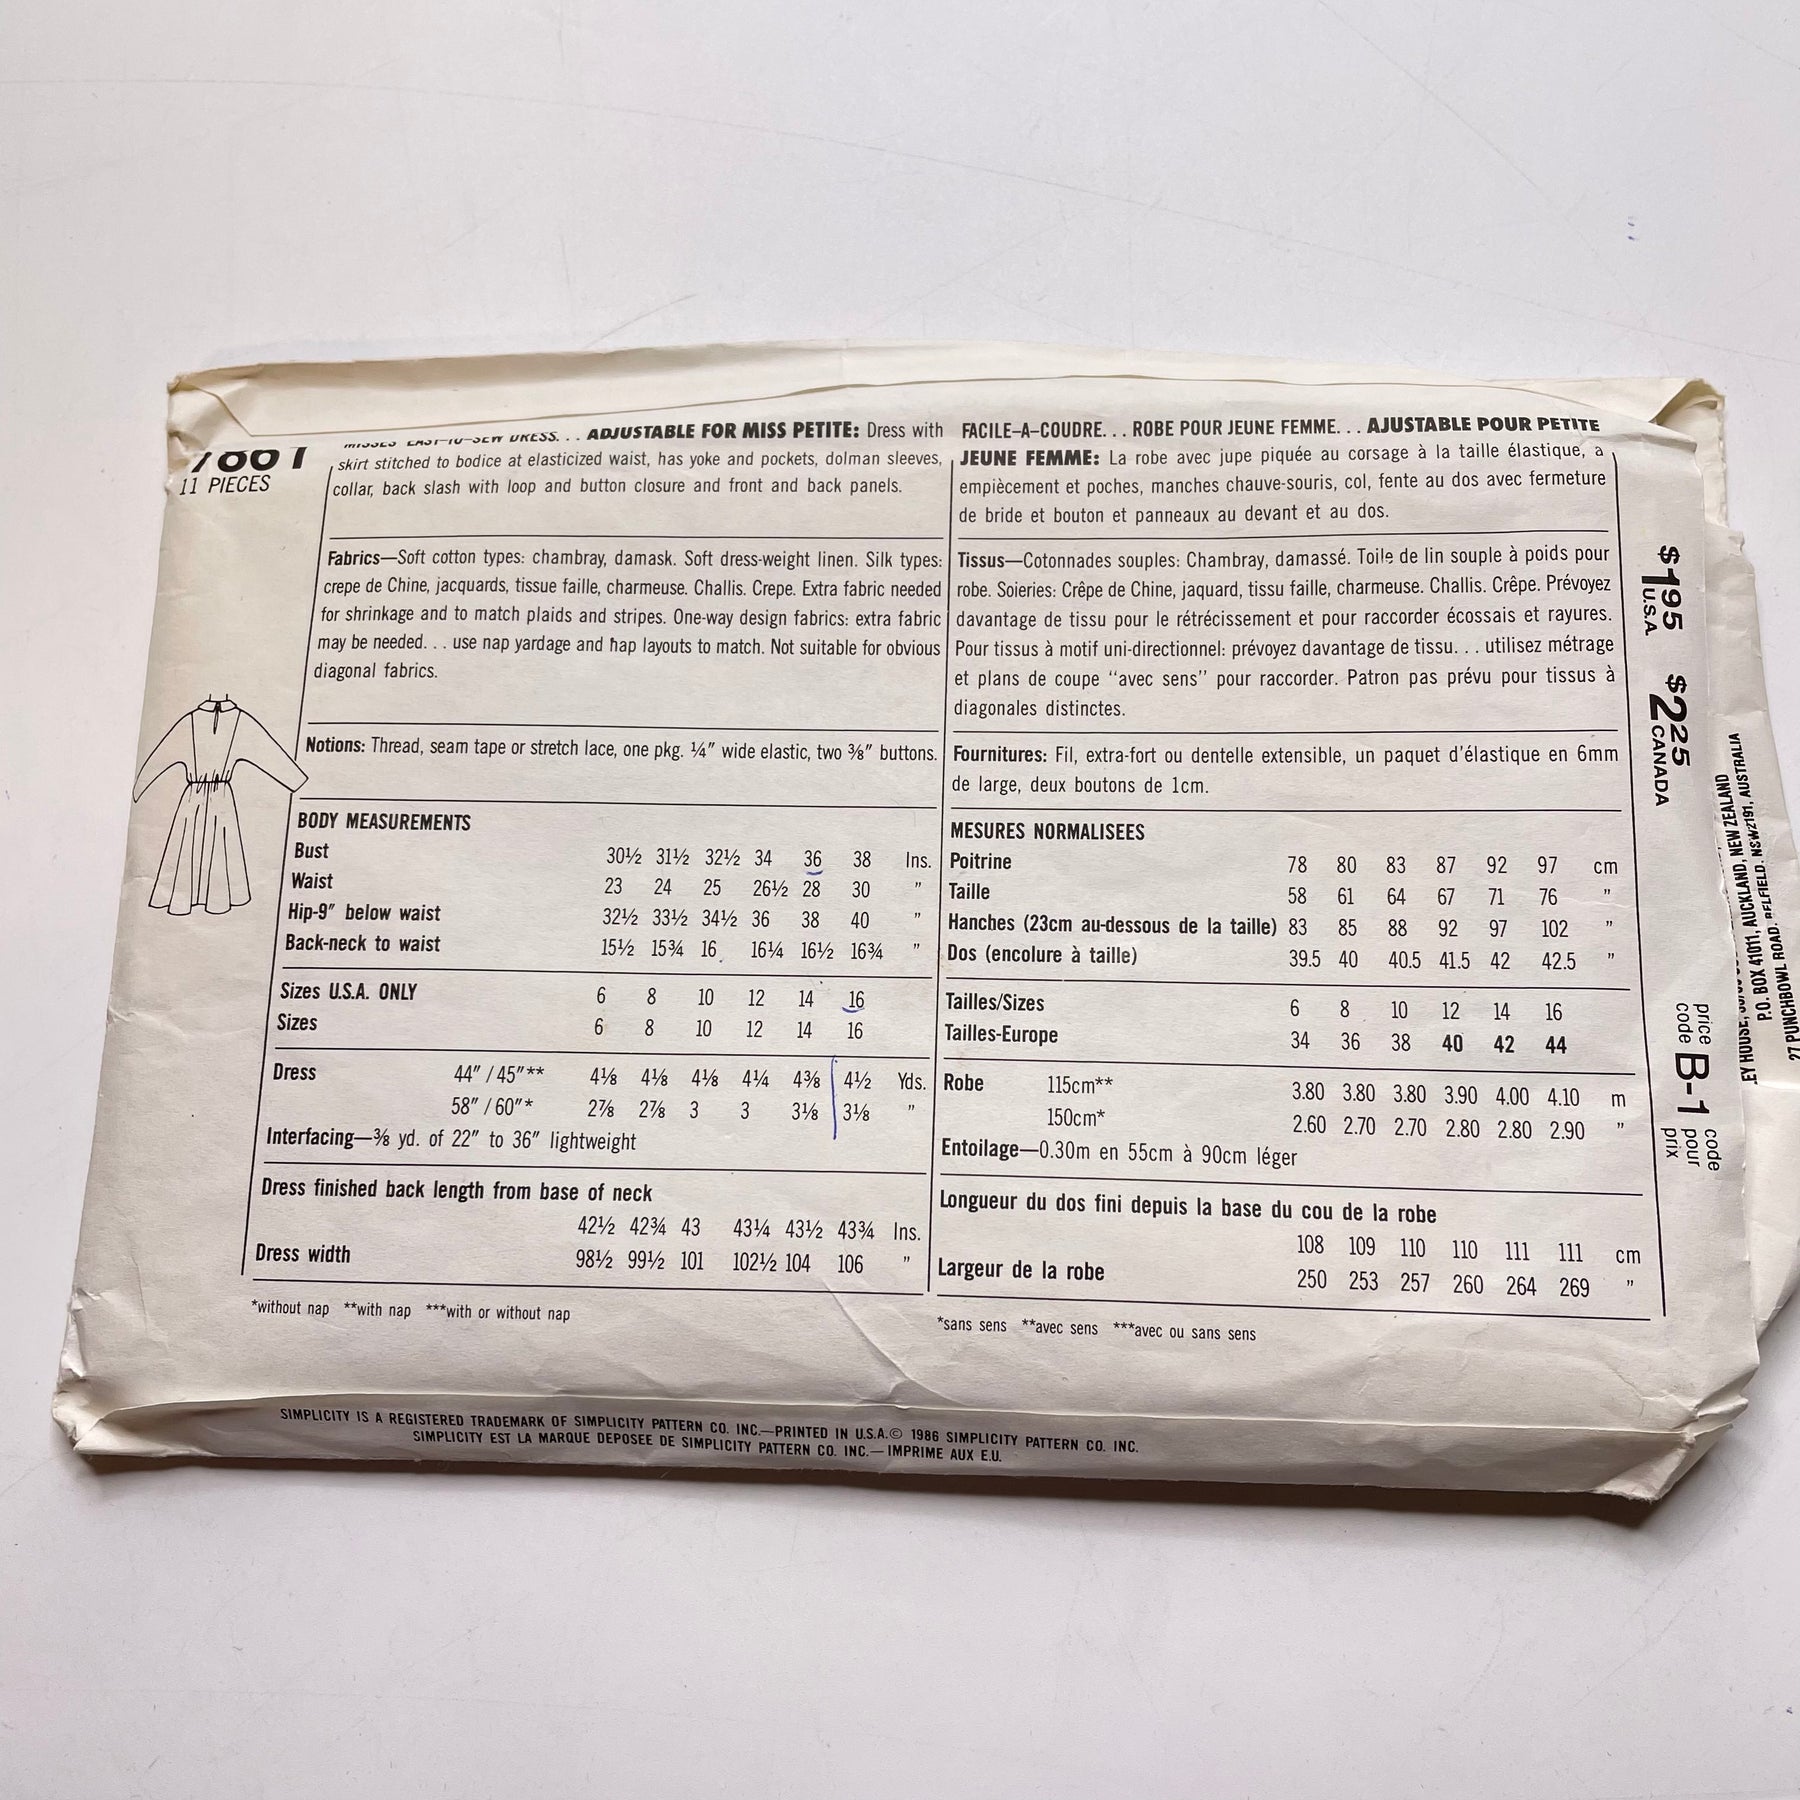 11 PIECES
MISSES' EASY-TO-SEW DRESS. . . ADJUSTABLE FOR MISS PETITE: Dress with
skirt stitched to bodice at elasticized waist, has yoke and pockets, dolman sleeves,
collar, back slash with loop and button closure and front and back panels.
Fabrics—Soft cotton types: chambray, damask. Soft dress-weight linen. Silk types:
crepe de Chine, jacquards, tissue faille, charmeuse. Challis. Crepe. Extra fabric needed
for shrinkage and to match plaids and stripes. One-way design fabrics: extra fabric
may be needed. . . use nap yardage and nap layouts to match. Not suitable for obvious
diagonal fabrics.
Notions: Thread, seam tape or stretch lace, one pkg. ¼" wide elastic, two ⅜" buttons.
BODY MEASUREMENTS
Bust 30½ 31½ 32½ 34 36 38 Ins.
Waist 23 24 25 26½ 28 30 "
Hip-9" below waist 32½ 33½ 34½ 36 38 40 "
Back-neck to waist 15½ 15¾ 16 16¼ 16½ 16¾ "
Sizes U.S.A. ONLY 6 8 10 12 14 16
Sizes 6 8 10 12 14 16
Dress 44" / 45"** 4⅛ 4⅛ 4⅛ 4¼ 4⅜ 4½ Yds.
58" / 60"* 2⅞ 2⅞ 3 3 3⅛ 3⅛ "
Interfacing—⅜ yd. of 22" to 36" lightweight
Dress finished back length from base of neck
42½ 42¾ 43 43¼ 43½ 43¾ Ins.
Dress width 98½ 99½ 101 102½ 104 106 "
*without nap **with nap ***with or without nap
FACILE-A-COUDRE. . . ROBE POUR JEUNE FEMME. . . AJUSTABLE POUR PETITE
JEUNE FEMME: La robe avec jupe piquée au corsage à la taille élastique, a
empiècement et poches, manches chauve-souris, col, fente au dos avec fermeture
de bride et bouton et panneaux au devant et au dos.
Tissus—Cotonnades souples: Chambray, damassé. Toile de lin souple à poids pour
robe. Soieries: Crêpe de Chine, jaquard, tissu faille, charmeuse. Challis. Crêpe. Prévoyez
davantage de tissu pour le rétrécissement et pour raccorder écossais et rayures.
Pour tissus à motif uni-directionnel: prévoyez davantage de tissu. . . utilisez métrage
et plans de coupe "avec sens" pour raccorder. Patron pas prévu pour tissus à
diagonales distinctes.
Fournitures: Fil, extra-fort ou dentelle extensible, un paquet d'élastique en 6mm
de large, deux boutons de 1cm.
MESURES NORMALISEES
Poitrine 78 80 83 87 92 97 cm
Taille 58 61 64 67 71 76 "
Hanches (23cm au-dessous de la taille) 83 85 88 92 97 102 "
Dos (encolure à taille) 39.5 40 40.5 41.5 42 42.5 "
Tailles/Sizes 6 8 10 12 14 16
Tailles-Europe 34 36 38 40 42 44
Robe 115cm** 3.80 3.80 3.80 3.90 4.00 4.10 m
150cm* 2.60 2.70 2.70 2.80 2.80 2.90 "
Entoilage—0.30m en 55cm à 90cm léger
Longueur du dos fini depuis la base du cou de la robe
108 109 110 110 111 111 cm
Largeur de la robe 250 253 257 260 264 269 "
*sans sens **avec sens ***avec ou sans sens
$195
U.S.A.
$225
CANADA
price
code
B-1
code
pour
prix
AUCKLAND, NEW ZEALAND
P.O. BOX 41011,
27 PUNCHBOWL ROAD, BELFIELD. NSW2191, AUSTRALIA
SIMPLICITY IS A REGISTERED TRADEMARK OF SIMPLICITY PATTERN CO. INC.—PRINTED IN U.S.A.© 1986 SIMPLICITY PATTERN CO. INC.
SIMPLICITY EST LA MARQUE DEPOSEE DE SIMPLICITY PATTERN CO. INC.—IMPRIME AUX E.U.